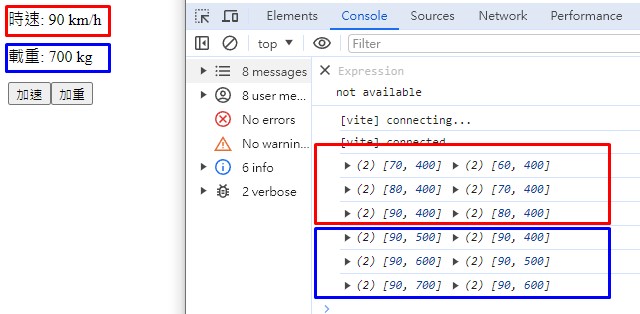 時速: 90 km/h
載重: 700 kg
加速 加重
Elements Console Sources Network Performance
top Filter
8 messages
8 user me...
No errors
No warnin...
6 info
2 verbose
Expression
not available
[vite] connecting...
[vite] connected.
(2) [70, 400] (2) [60, 400]
(2) [80, 400] (2) [70, 400]
(2) [90, 400] (2) [80, 400]
(2) [90, 500] (2) [90, 400]
(2) [90, 600] (2) [90, 500]
(2) [90, 700] (2) [90, 600]